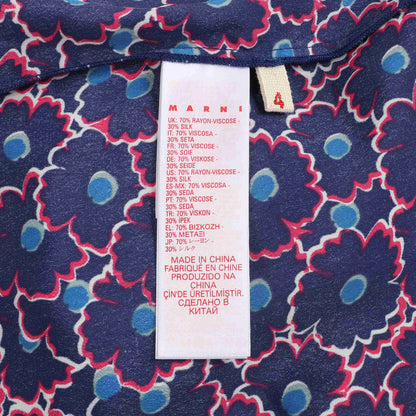 MARNI
4
UK: 70% RAYON-VISCOSE -
30% SILK
IT: 70% VISCOSA -
30% SETA
FR: 70% VISCOSE -
30% SOIE
DE: 70% VISKOSE -
30% SEIDE
US: 70% RAYON-VISCOSE -
30% SILK
ES-MX: 70% VISCOSA -
30% SEDA
PT: 70% VISCOSE -
30% SEDA
TR: 70% VISKON -
30% İPEK
EL: 70% ΒΙΣΚΟΖΗ -
30% ΜΕΤΑΞΙ
JP: 70% レーヨン -
30% シルク
MADE IN CHINA
FABRIQUÉ EN CHINE
PRODUZIDO NA
CHINA
ÇİN'DE ÜRETİLMİŞTİR.
СДЕЛАНО В
КИТАЙ